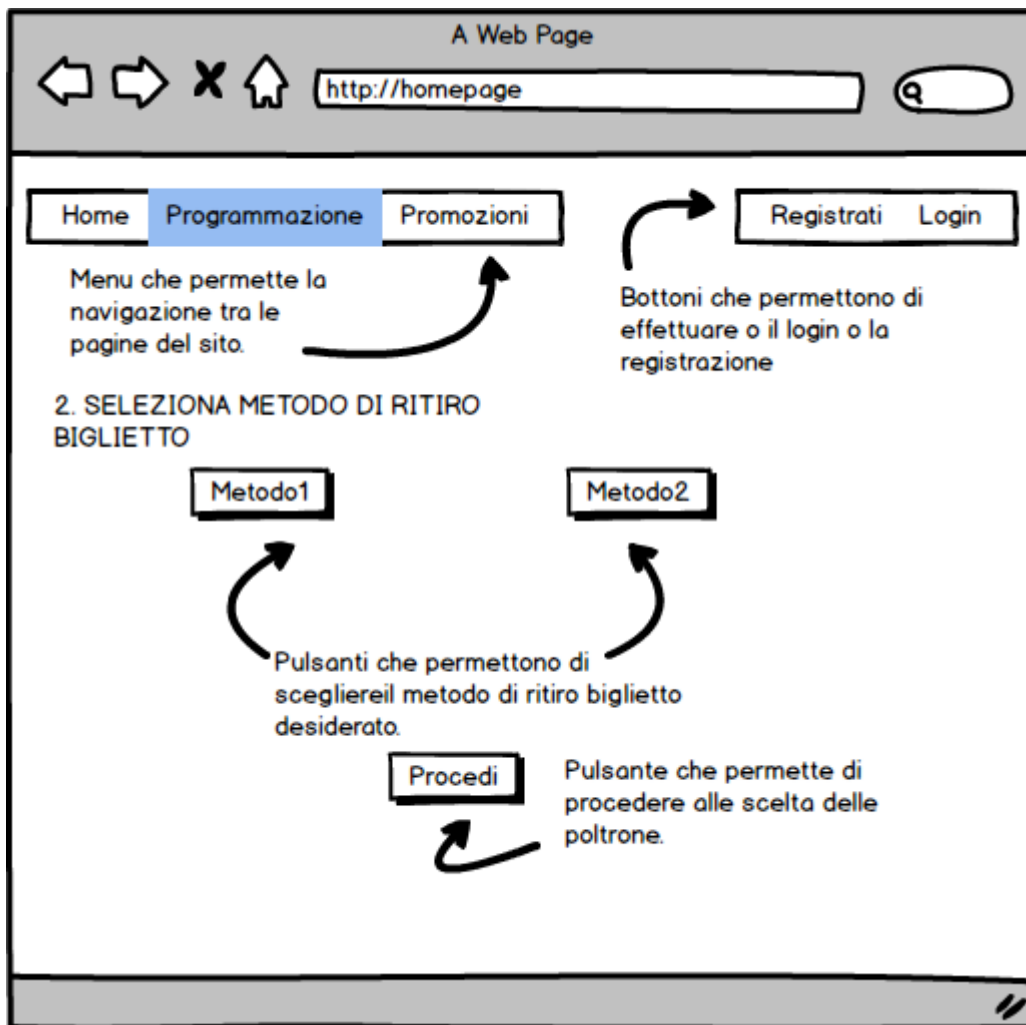 A Web Page
http://homepage
Home Programmazione Promozioni
Registrati Login
Menu che permette la
navigazione tra le
pagine del sito.
Bottoni che permettono di
effettuare o il login o la
registrazione
2. SELEZIONA METODO DI RITIRO
BIGLIETTO
Metodo1
Metodo2
Pulsanti che permettono di
scegliereil metodo di ritiro biglietto
desiderato.
Procedi
Pulsante che permette di
procedere alle scelta delle
poltrone.